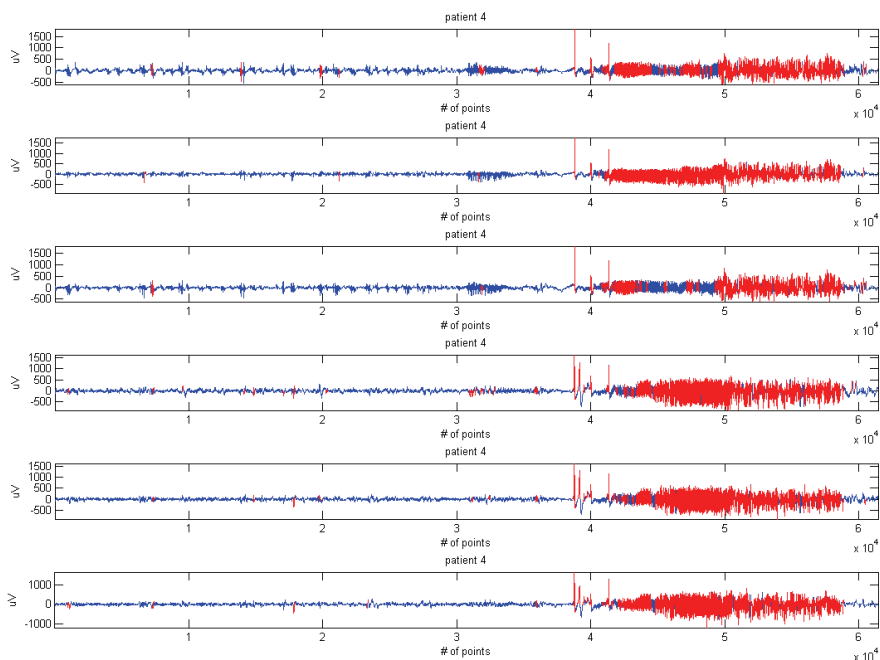 patient 4
1500
1000
500
0
-500
uV
1 2 3 4 5 6
# of points
x 10^4
patient 4
1500
1000
500
0
-500
uV
1 2 3 4 5 6
# of points
x 10^4
patient 4
1500
1000
500
0
-500
uV
1 2 3 4 5 6
# of points
x 10^4
patient 4
1500
1000
500
0
-500
uV
1 2 3 4 5 6
# of points
x 10^4
patient 4
1500
1000
500
0
-500
uV
1 2 3 4 5 6
# of points
x 10^4
patient 4
1000
0
-1000
uV
1 2 3 4 5 6
# of points
x 10^4